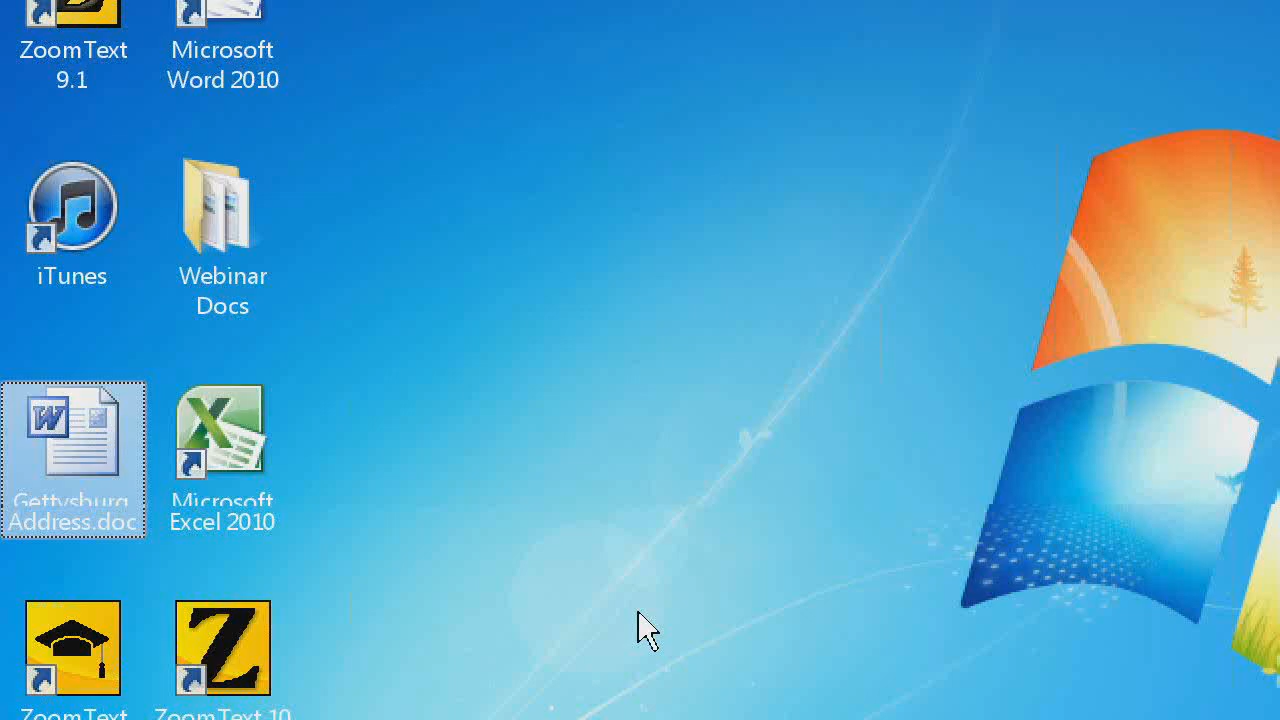 ZoomText
9.1
Microsoft
Word 2010
iTunes
Webinar
Docs
Gettysburg
Address.doc
Microsoft
Excel 2010
ZoomText
ZoomText 10